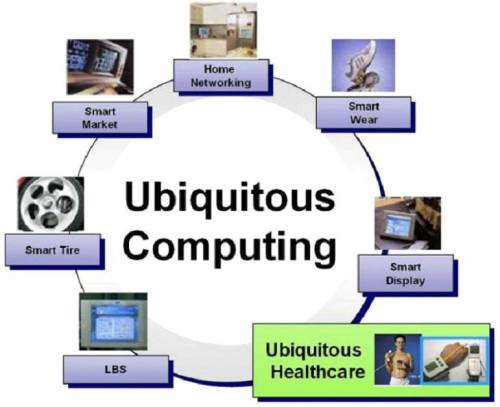 Home
Networking
Smart
Market
Smart
Wear
Ubiquitous
Computing
Smart Tire
Smart
Display
LBS
Ubiquitous
Healthcare